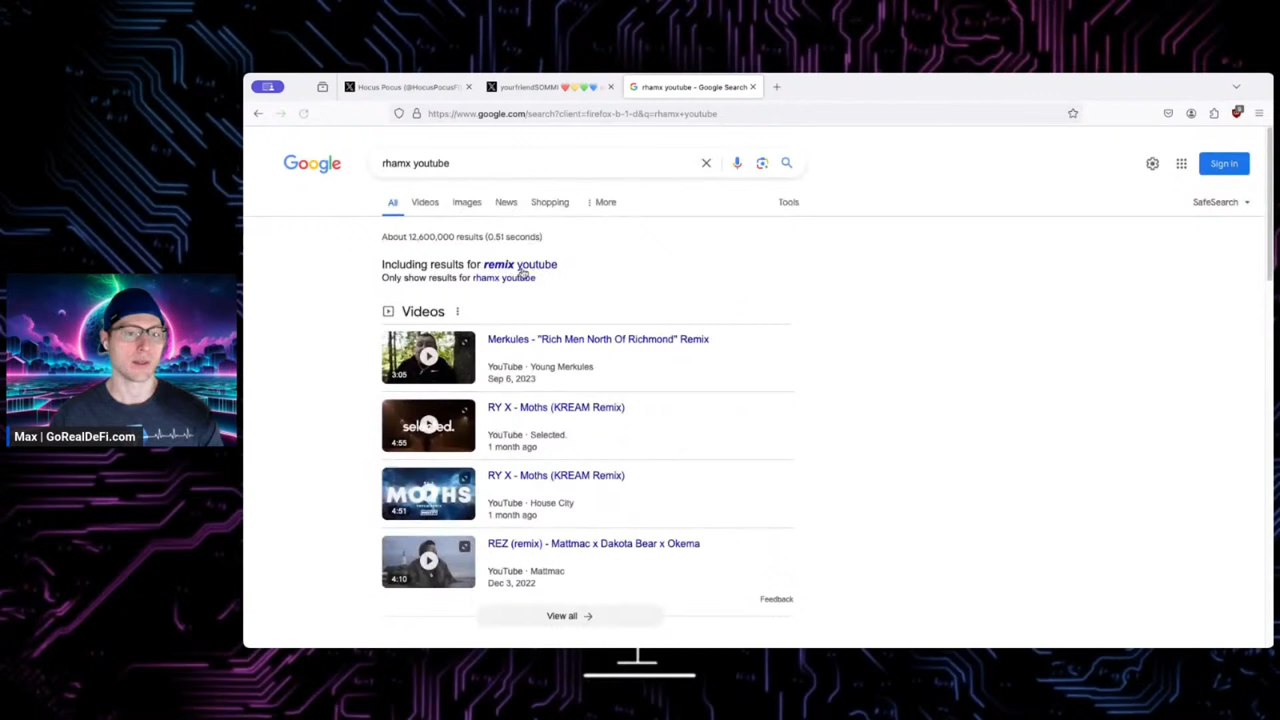 Hocus Pocus (@HocusPocusFi
yourfriendSOMMI
rhamx youtube - Google Search
https://www.google.com/search?client=firefox-b-1-d&q=rhamx+youtube
Google
rhamx youtube
Sign in
All
Videos
Images
News
Shopping
More
Tools
SafeSearch
About 12,600,000 results (0.51 seconds)
Including results for remix youtube
Only show results for rhamx youtube
Videos
3:05
Merkules - "Rich Men North Of Richmond" Remix
YouTube · Young Merkules
Sep 6, 2023
selected.
4:55
RY X - Moths (KREAM Remix)
YouTube · Selected.
1 month ago
MOTHS
4:51
RY X - Moths (KREAM Remix)
YouTube · House City
1 month ago
4:10
REZ (remix) - Mattmac x Dakota Bear x Okema
YouTube · Mattmac
Dec 3, 2022
Feedback
View all
Max | GoRealDeFi.com